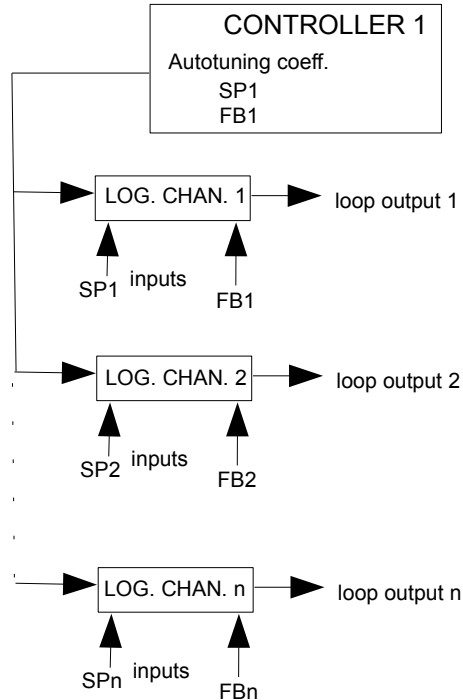 CONTROLLER 1
Autotuning coeff.
SP1
FB1
LOG. CHAN. 1
loop output 1
SP1 inputs FB1
LOG. CHAN. 2
loop output 2
SP2 inputs FB2
LOG. CHAN. n
loop output n
SPn inputs FBn